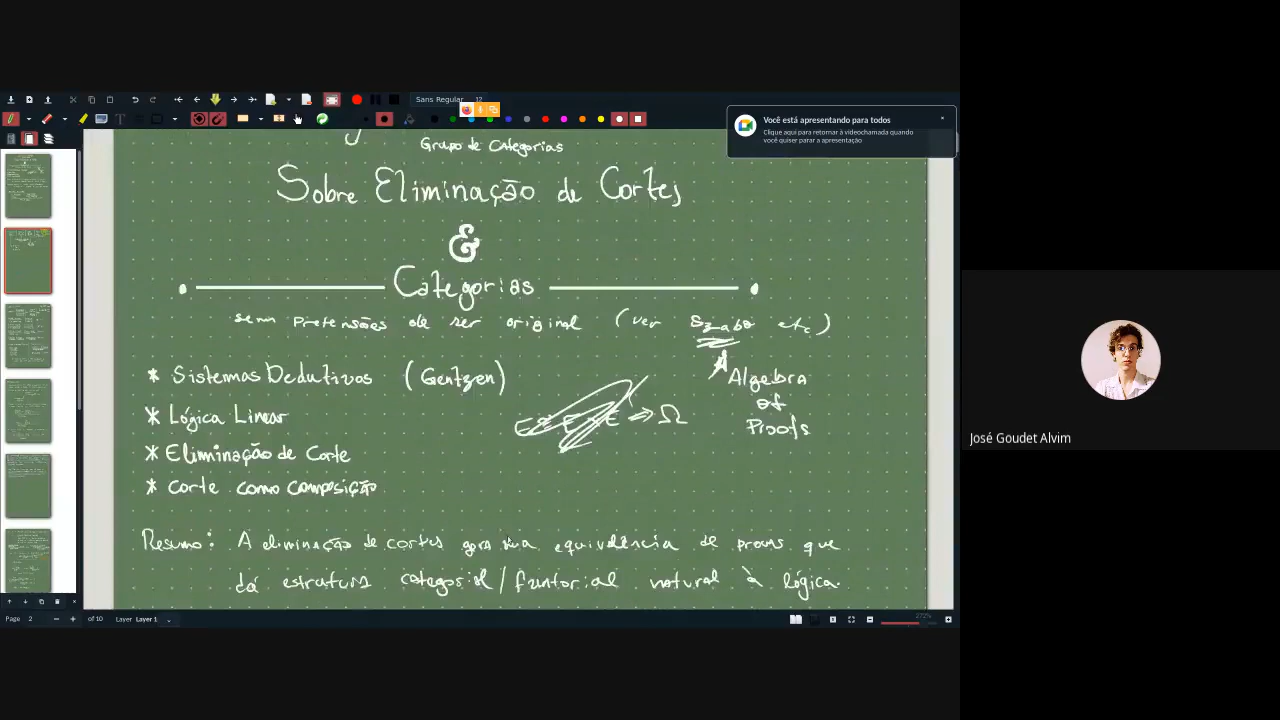 Sans Regular 12
Você está apresentando para todos
Clique aqui para retornar à videochamada quando
você quiser parar a apresentação
Grupo de Categorias
Sobre Eliminação de Cortes
&
Categorias
sem pretensões de ser original (ver Szabo etc)
* Sistemas Dedutivos (Gentzen)
Algebra
of
Proofs
* Lógica Linear
⇒ Ω
* Eliminação de Corte
* Corte como composição
Resumo: A eliminação de cortes gera uma equivalência de provas que
dá estrutura categorial/funtorial natural à lógica.
José Goudet Alvim
Page 2 of 10 Layer Layer 1
272%